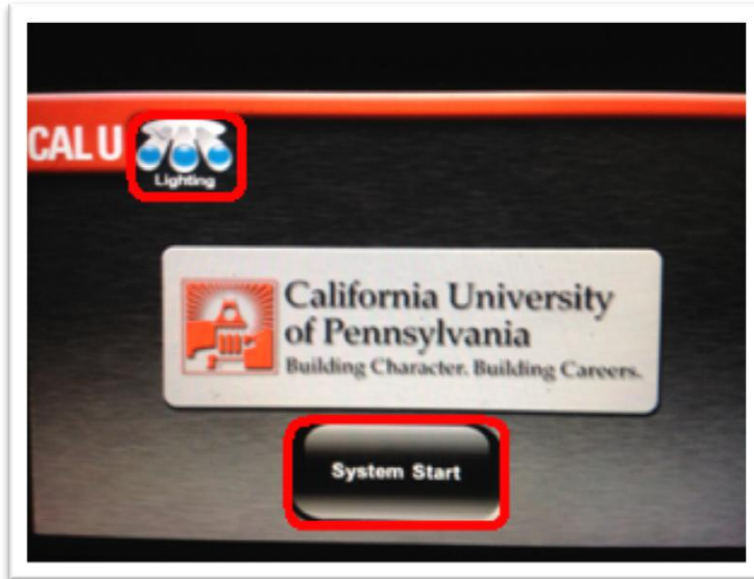 CAL U
Lighting
California University
of Pennsylvania
Building Character. Building Careers.
System Start